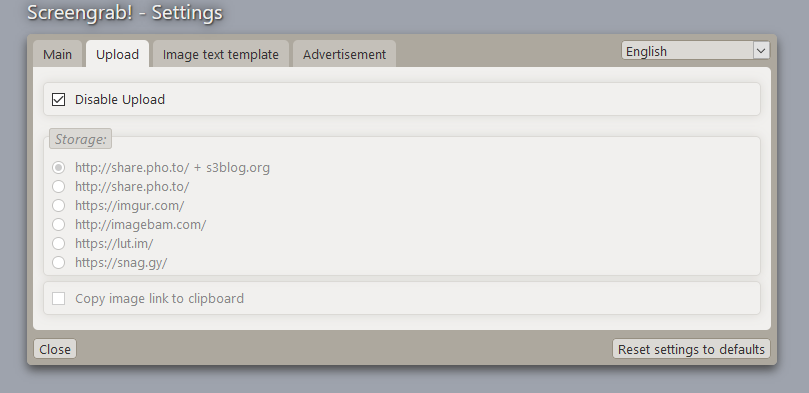 Screengrab! - Settings
Main Upload Image text template Advertisement English
Disable Upload
Storage:
http://share.pho.to/ + s3blog.org
http://share.pho.to/
https://imgur.com/
http://imagebam.com/
https://lut.im/
https://snag.gy/
Copy image link to clipboard
Close Reset settings to defaults